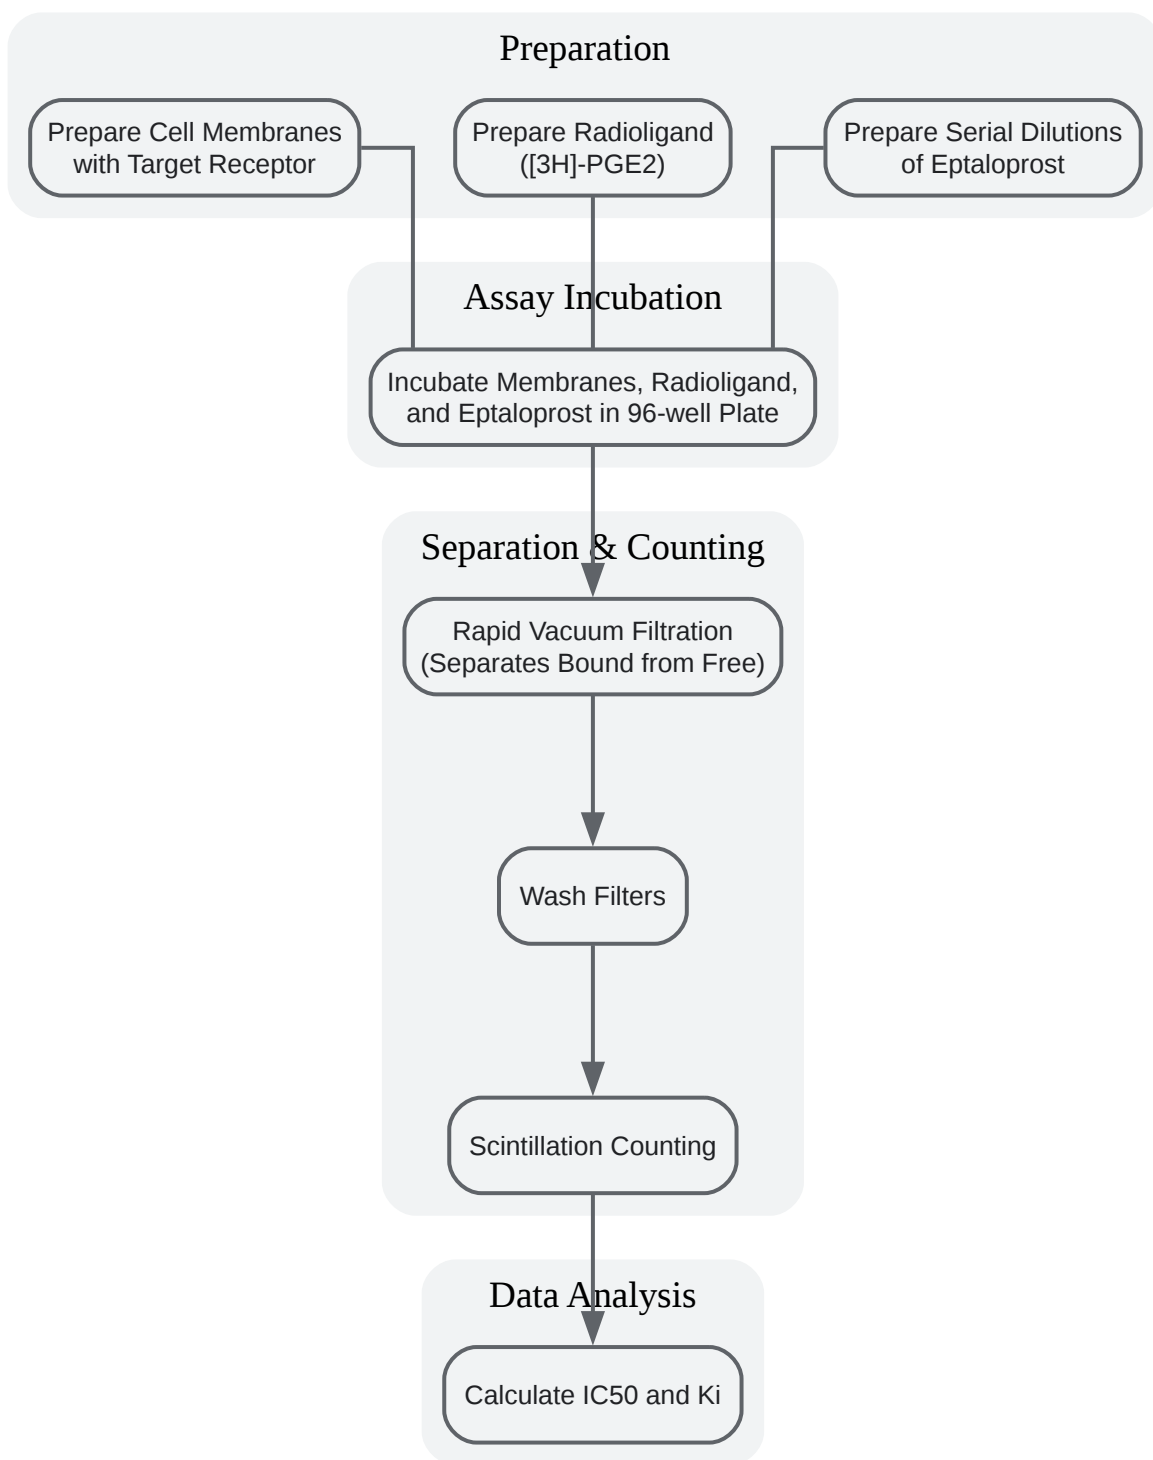 Preparation
Prepare Cell Membranes
with Target Receptor
Prepare Radioligand
([3H]-PGE2)
Prepare Serial Dilutions
of Eptaloprost
Assay Incubation
Incubate Membranes, Radioligand,
and Eptaloprost in 96-well Plate
Separation & Counting
Rapid Vacuum Filtration
(Separates Bound from Free)
Wash Filters
Scintillation Counting
Data Analysis
Calculate IC50 and Ki